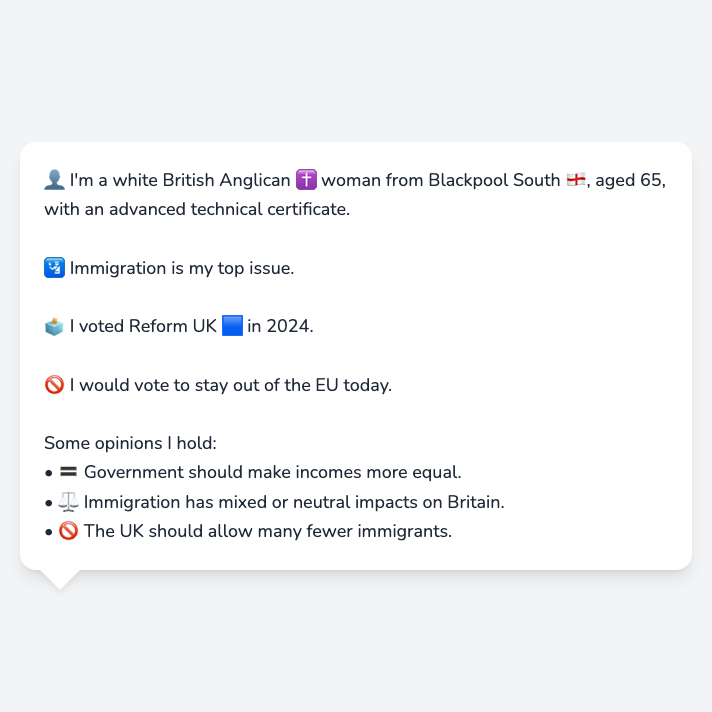 👤 I'm a white British Anglican ✝️ woman from Blackpool South 🏴󠁧󠁢󠁥󠁮󠁧󠁿, aged 65,
with an advanced technical certificate.
🛂 Immigration is my top issue.
🗳️ I voted Reform UK 🟦 in 2024.
🚫 I would vote to stay out of the EU today.
Some opinions I hold:
• 🟰 Government should make incomes more equal.
• ⚖️ Immigration has mixed or neutral impacts on Britain.
• 🚫 The UK should allow many fewer immigrants.